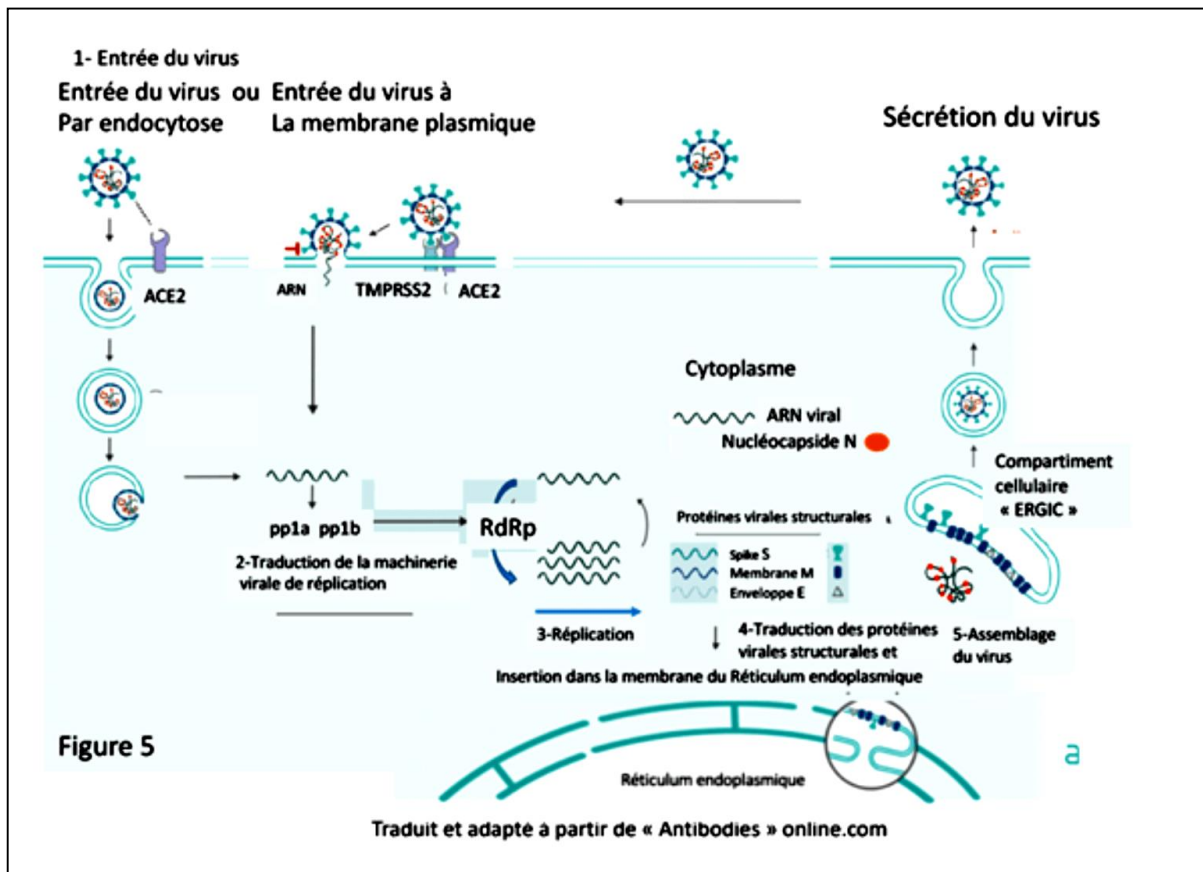 1- Entrée du virus
Entrée du virus ou Entrée du virus à
Par endocytose La membrane plasmique
Sécrétion du virus
ACE2
ARN
TMPRSS2
ACE2
Cytoplasme
ARN viral
Nucléocapside N
Compartiment
cellulaire
« ERGIC »
pp1a pp1b
RdRp
Protéines virales structurales
2-Traduction de la machinerie
virale de réplication
Spike S
Membrane M
Enveloppe E
3-Réplication
4-Traduction des protéines
virales structurales et
5-Assemblage
du virus
Insertion dans la membrane du Réticulum endoplasmique
Figure 5
a
Réticulum endoplasmique
Traduit et adapté à partir de « Antibodies » online.com